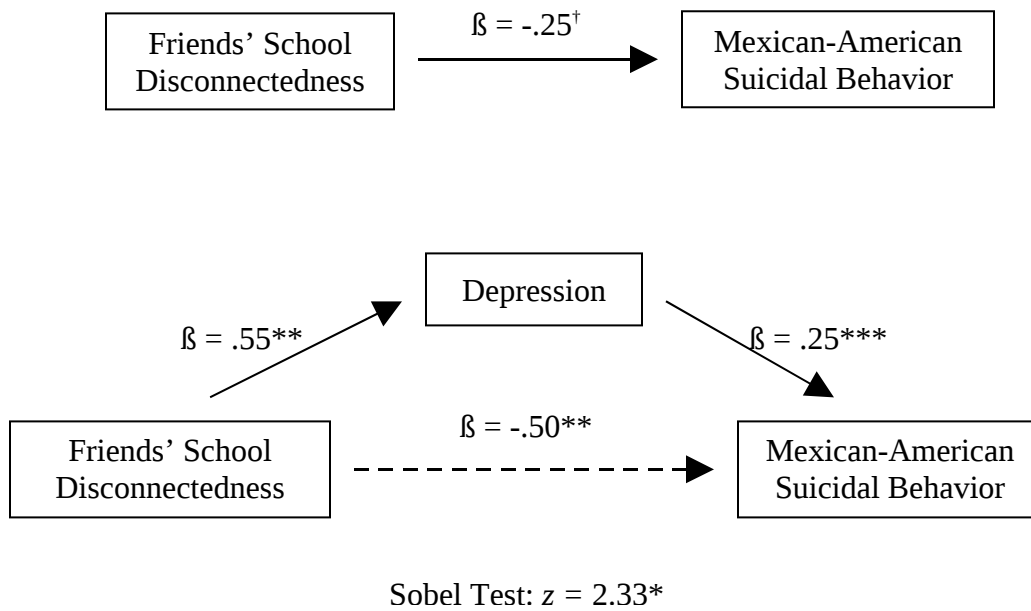 Friends’ School
Disconnectedness
ß = -.25†
Mexican-American
Suicidal Behavior
Depression
ß = .55**
ß = .25***
Friends’ School
Disconnectedness
ß = -.50**
Mexican-American
Suicidal Behavior
Sobel Test: z = 2.33*